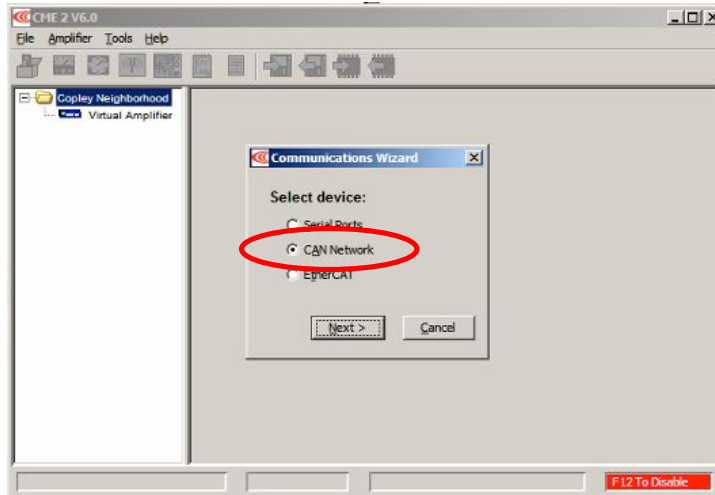 CME 2 V6.0
File Amplifier Tools Help
Copley Neighborhood
Virtual Amplifier
Communications Wizard
Select device:
Serial Ports
CAN Network
EtherCAT
Next > Cancel
F12 To Disable